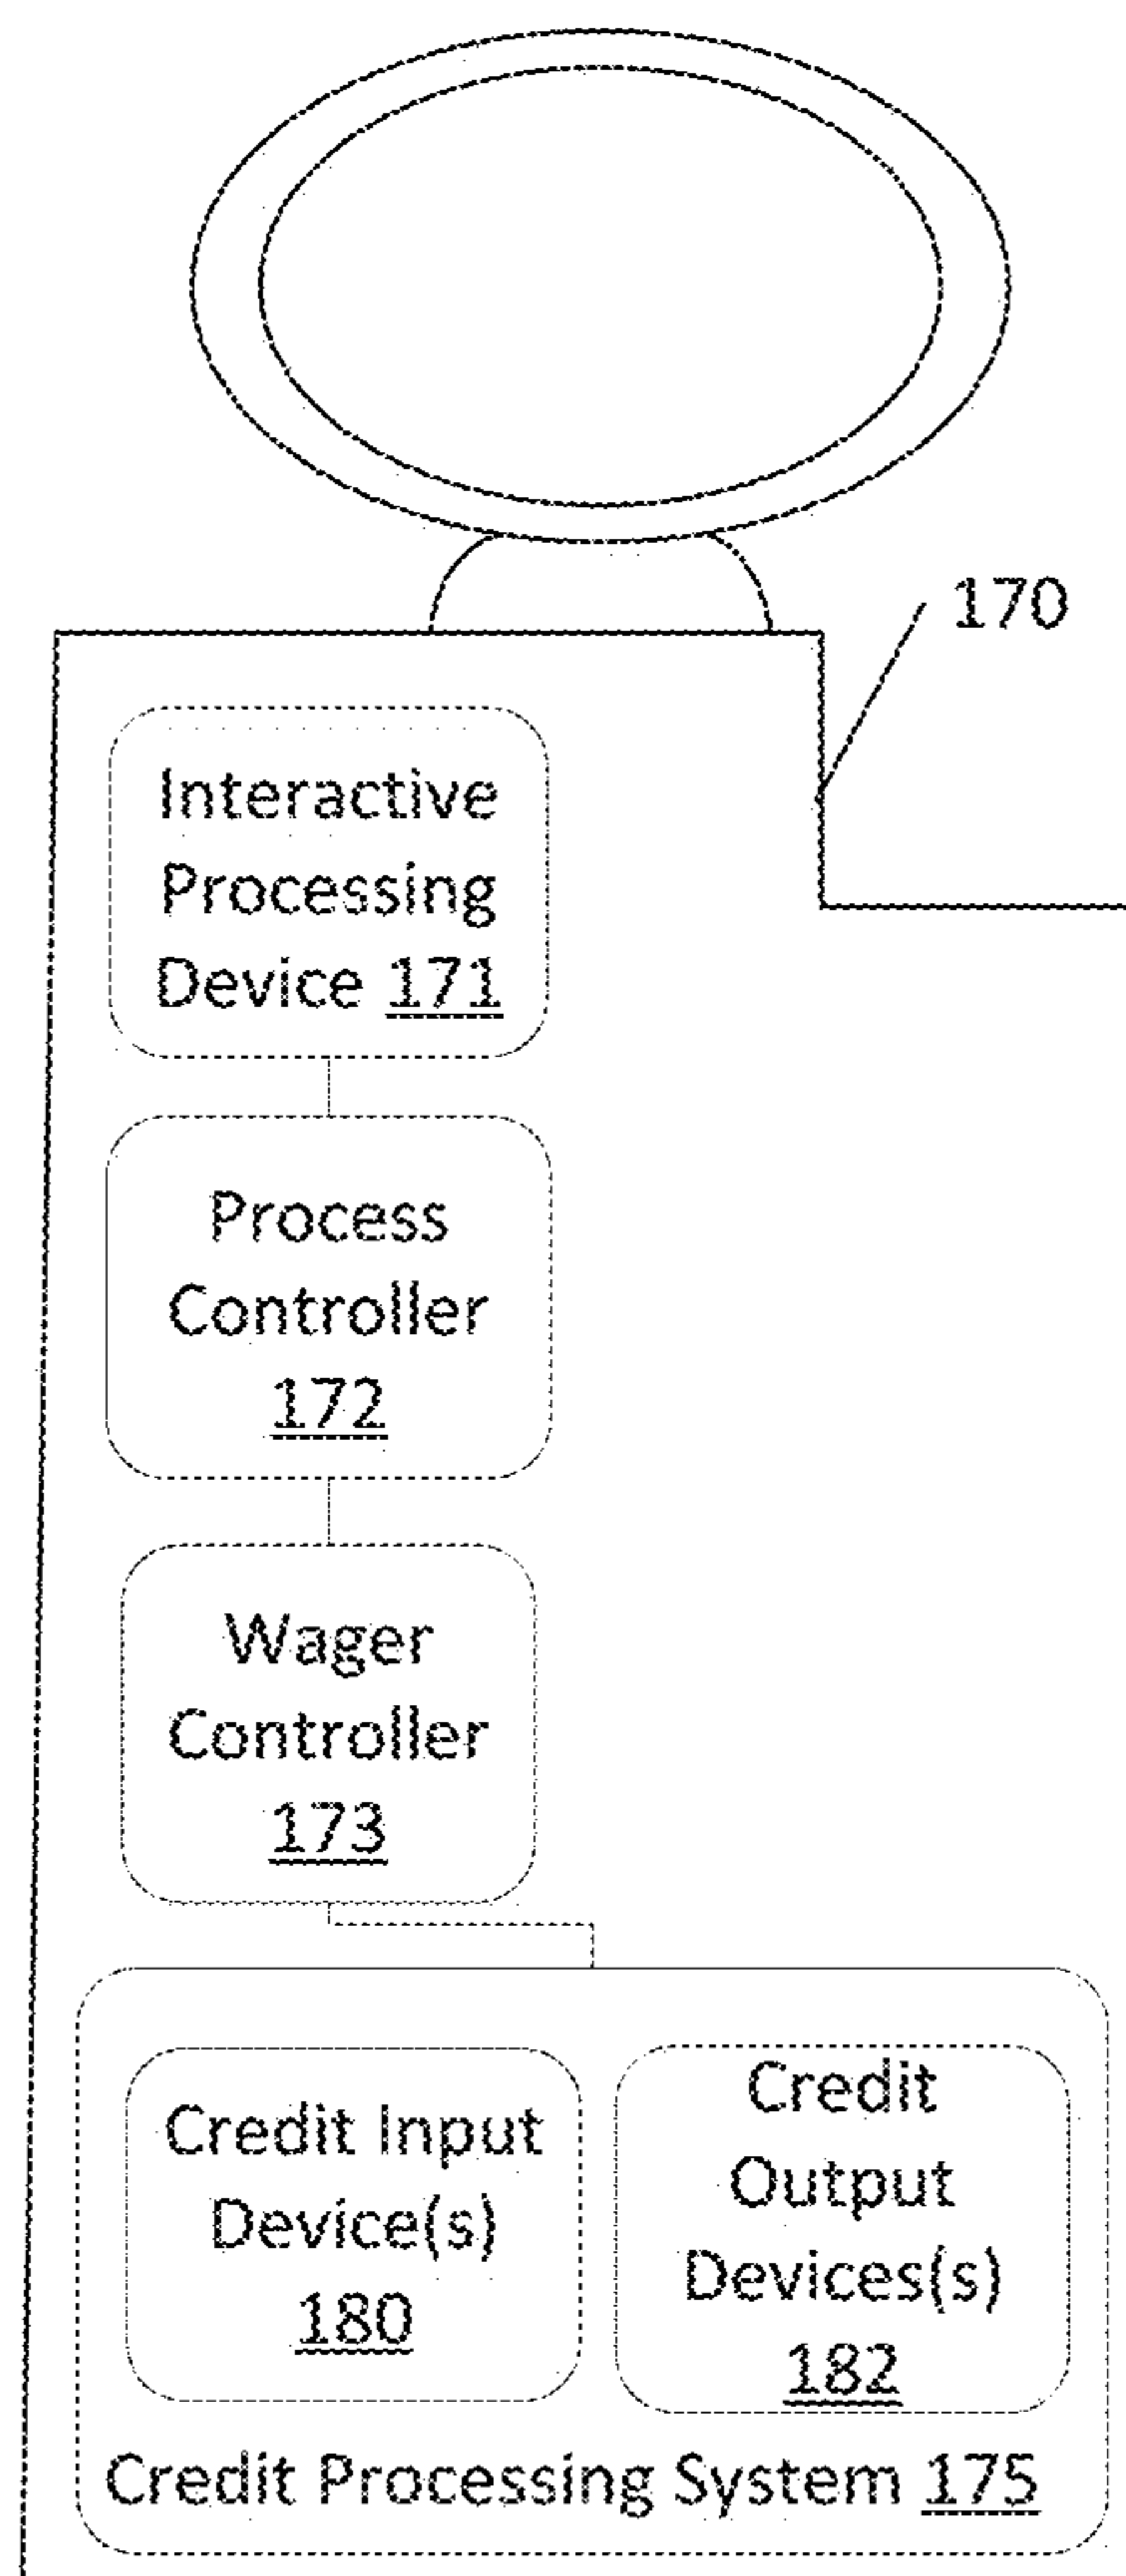 170
Interactive
Processing
Device 171
Process
Controller
172
Wager
Controller
173
Credit Input
Device(s)
180
Credit
Output
Devices(s)
182
Credit Processing System 175